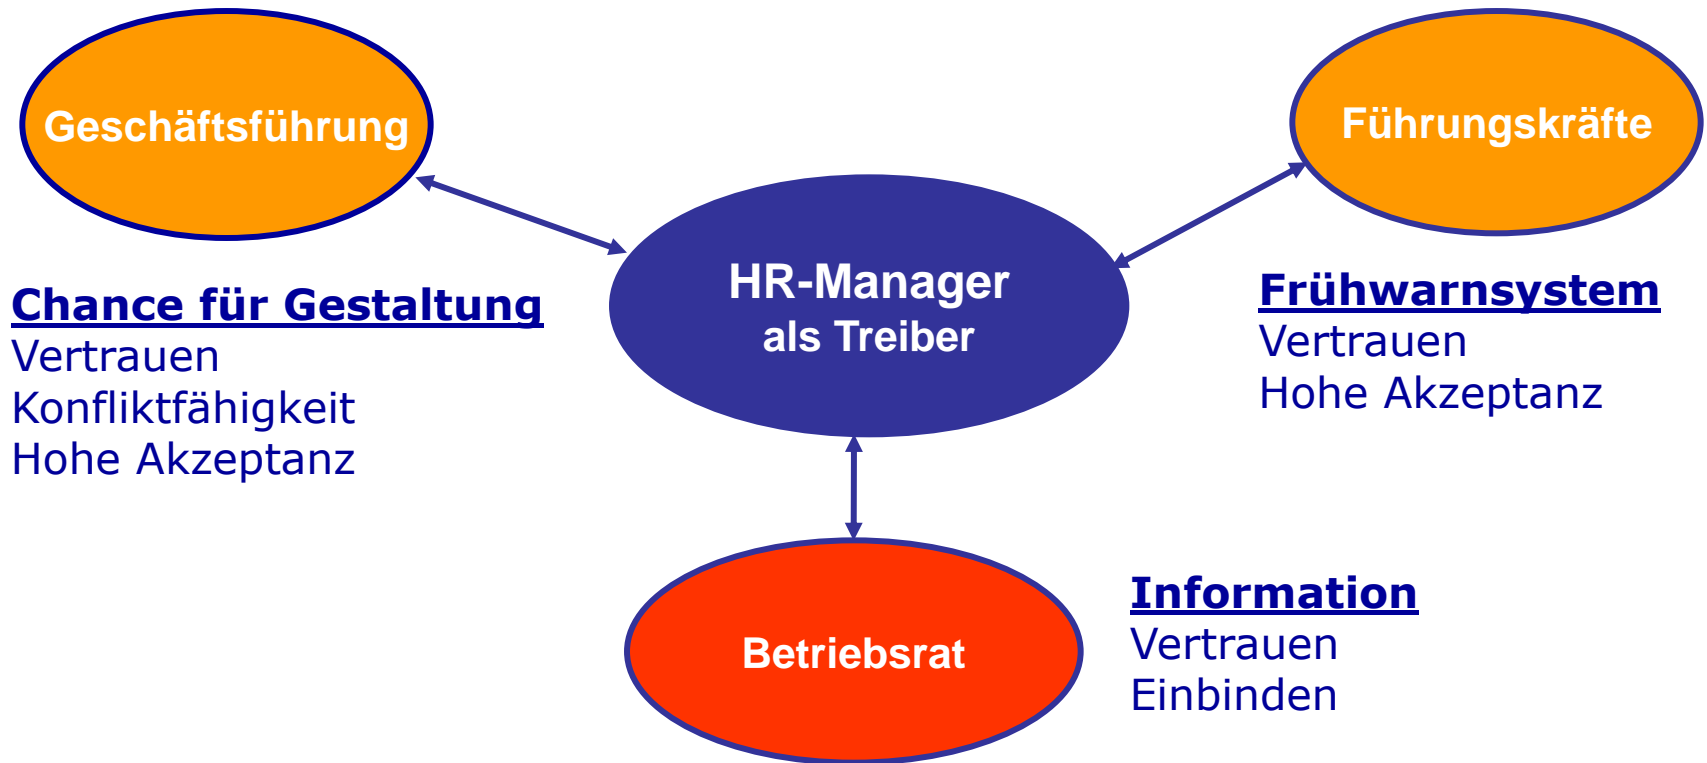 Geschäftsführung
Führungskräfte
HR-Manager
als Treiber
Chance für Gestaltung
Vertrauen
Konfliktfähigkeit
Hohe Akzeptanz
Frühwarnsystem
Vertrauen
Hohe Akzeptanz
Betriebsrat
Information
Vertrauen
Einbinden